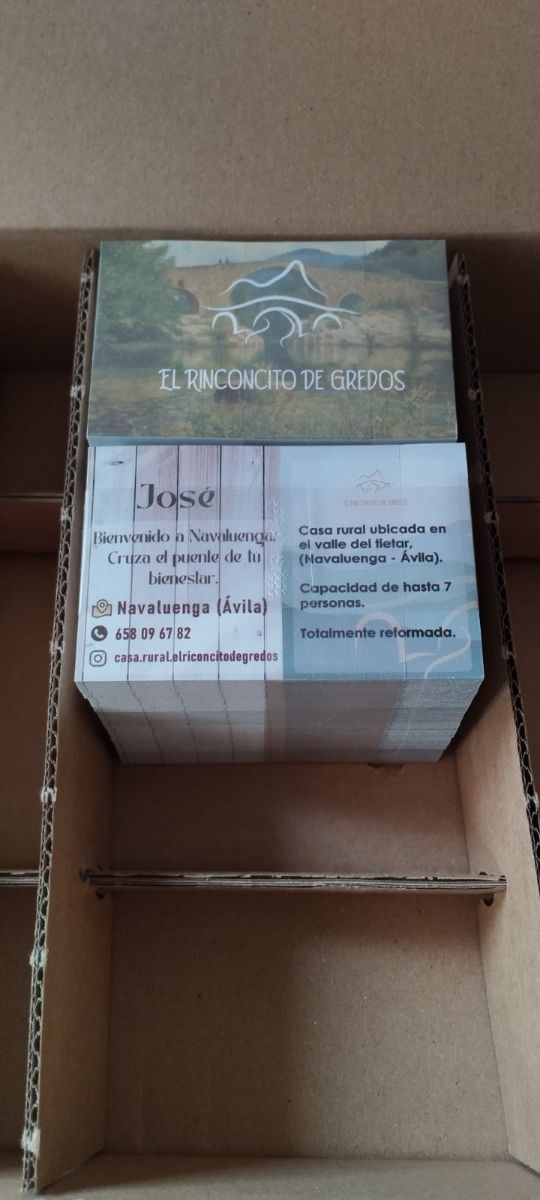 EL RINCONCITO DE GREDOS
José
Bienvenido a Navaluenga.
Cruza el puente de tu
bienestar.
Navaluenga (Ávila)
658 09 67 82
casa.rural.elriconcitodegredos
EL RINCONCITO DE GREDOS
Casa rural ubicada en
el valle del tietar,
(Navaluenga - Ávila).
Capacidad de hasta 7
personas.
Totalmente reformada.